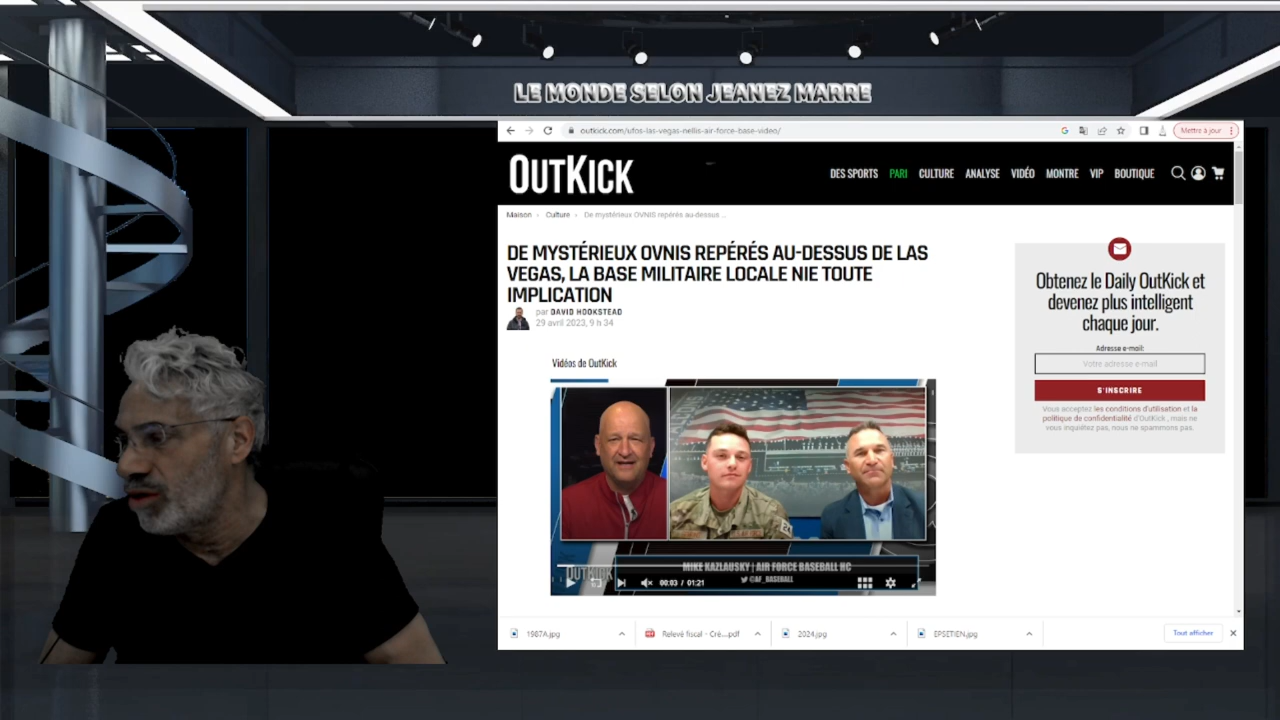 LE MONDE SELON JEANEZ MARRE
outkick.com/ufos-las-vegas-nellis-air-force-base-video/
Mettre à jour
OUTKICK
DES SPORTS PARI CULTURE ANALYSE VIDÉO MONTRE VIP BOUTIQUE
Maison > Culture > De mystérieux OVNIS repérés au-dessus ...
DE MYSTÉRIEUX OVNIS REPÉRÉS AU-DESSUS DE LAS
VEGAS, LA BASE MILITAIRE LOCALE NIE TOUTE
IMPLICATION
par DAVID HOOKSTEAD
29 avril 2023, 9 h 34
Obtenez le Daily OutKick et
devenez plus intelligent
chaque jour.
Adresse e-mail:
Votre adresse e-mail
S'INSCRIRE
Vous acceptez les conditions d'utilisation et la
politique de confidentialité d'OutKick , mais ne
vous inquiétez pas, nous ne spammons pas.
Vidéos de OutKick
MIKE KAZLAUSKY | AIR FORCE BASEBALL HC
@AF_BASEBALL
OUTKICK
00:03 / 01:21
1987A.jpg
Relevé fiscal - Cré....pdf
2024.jpg
EPSETIEN.jpg
Tout afficher